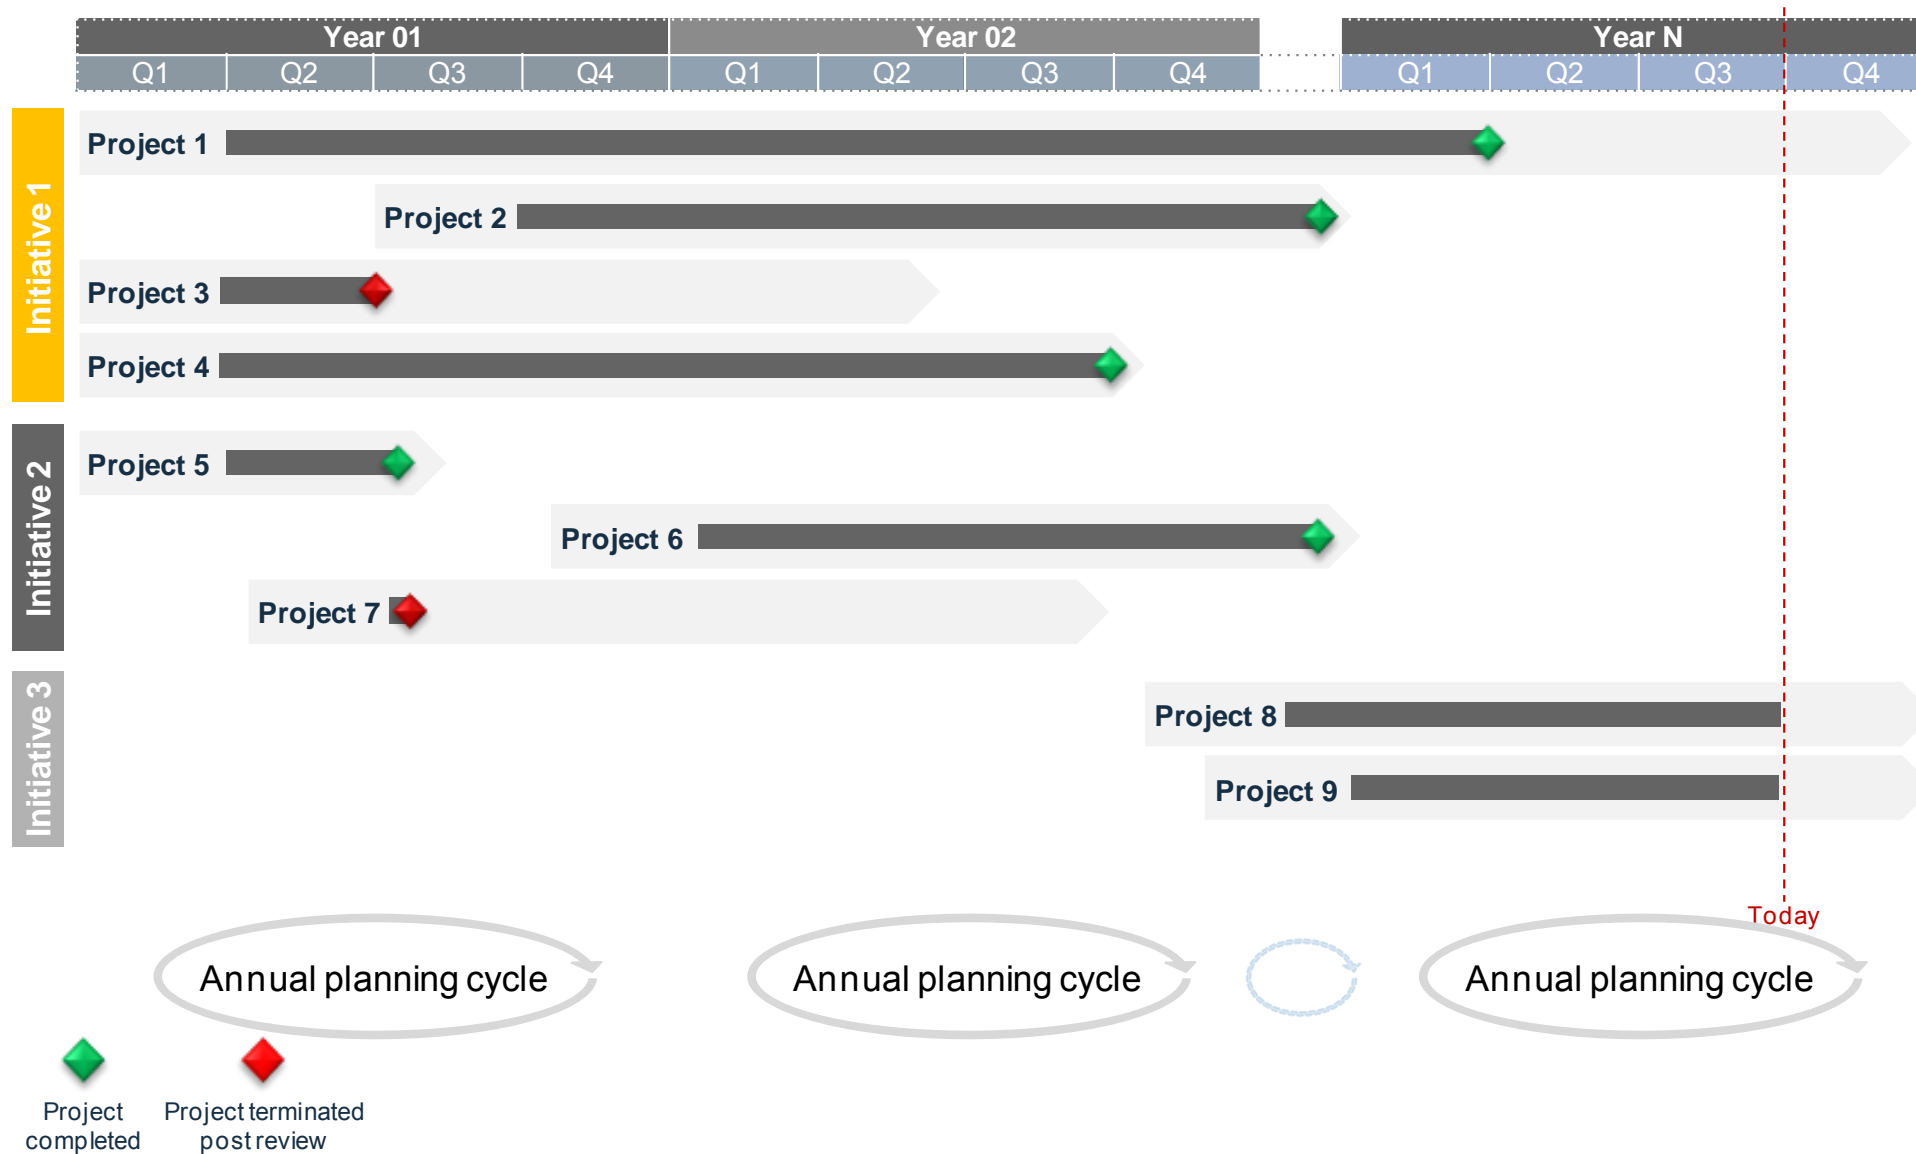 Year 01
Year 02
Year N
Q1
Q2
Q3
Q4
Q1
Q2
Q3
Q4
Q1
Q2
Q3
Q4
Initiative 1
Project 1
Project 2
Project 3
Project 4
Initiative 2
Project 5
Project 6
Project 7
Initiative 3
Project 8
Project 9
Today
Annual planning cycle
Annual planning cycle
Annual planning cycle
Project
completed
Project terminated
post review